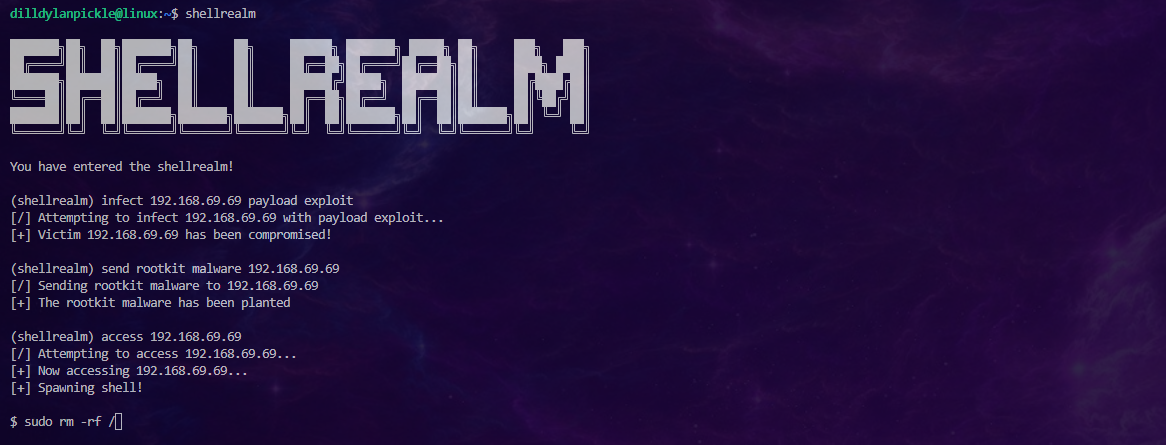 dilldylanpickle@linux:~$ shellrealm
SHELLREALM
You have entered the shellrealm!
(shellrealm) infect 192.168.69.69 payload exploit
[/] Attempting to infect 192.168.69.69 with payload exploit...
[+] Victim 192.168.69.69 has been compromised!
(shellrealm) send rootkit malware 192.168.69.69
[/] Sending rootkit malware to 192.168.69.69
[+] The rootkit malware has been planted
(shellrealm) access 192.168.69.69
[/] Attempting to access 192.168.69.69...
[+] Now accessing 192.168.69.69...
[+] Spawning shell!
$ sudo rm -rf /